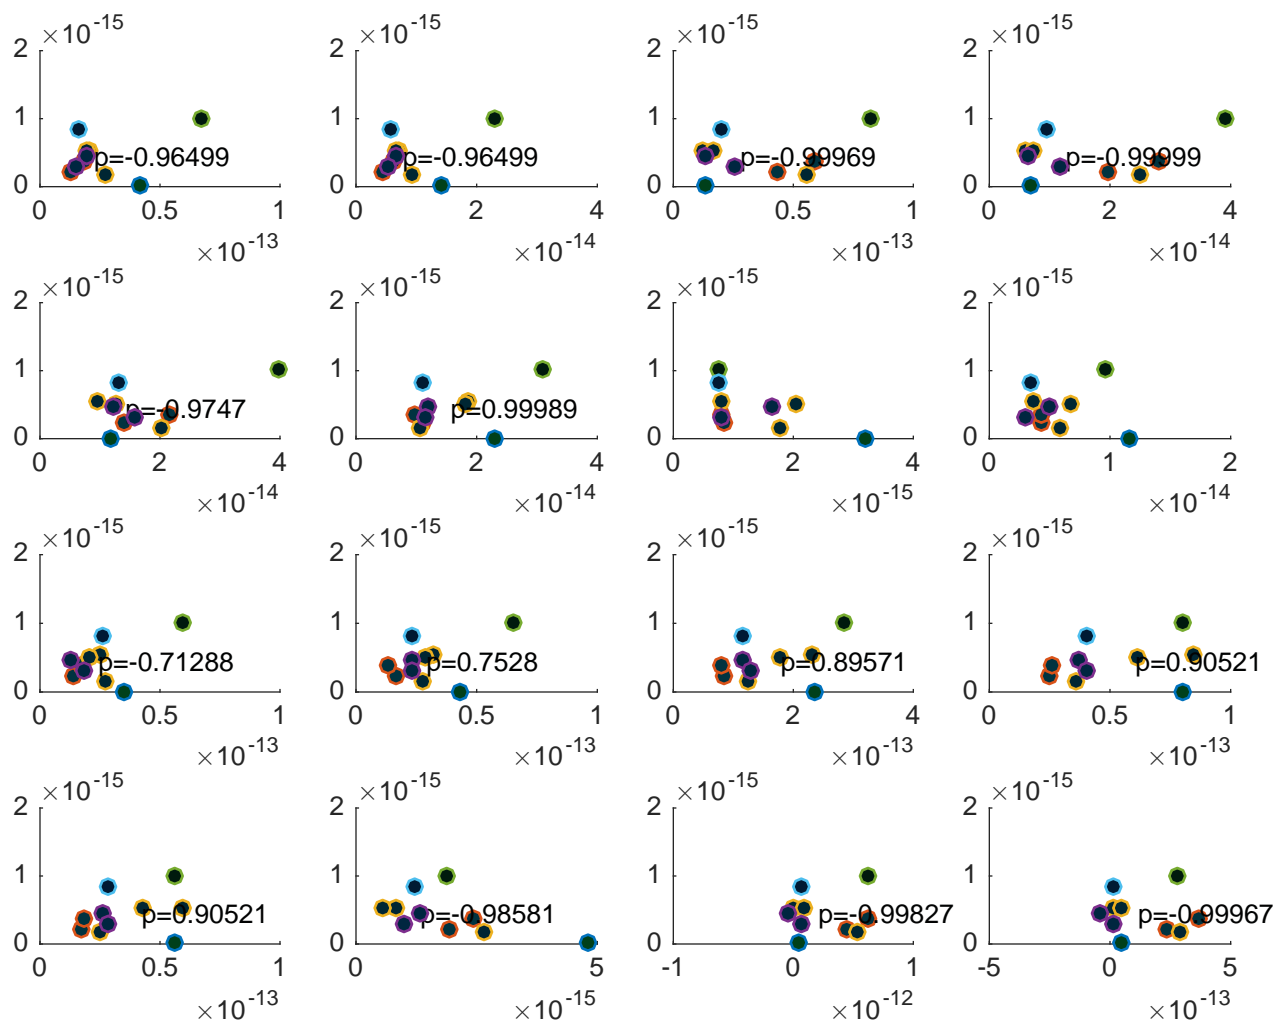 ×10-15 ×10-15 ×10-15 ×10-15
2 2 2 2
1 1 1 1
p=-0.96499 p=-0.96499 p=-0.99969 p=-0.99999
0 0 0 0
0 0.5 1 0 2 4 0 0.5 1 0 2 4
×10-13 ×10-14 ×10-13 ×10-14
×10-15 ×10-15 ×10-15 ×10-15
2 2 2 2
1 1 1 1
p=-0.9747 p=0.99989
0 0 0 0
0 2 4 0 2 4 0 2 4 0 1 2
×10-14 ×10-14 ×10-15 ×10-14
×10-15 ×10-15 ×10-15 ×10-15
2 2 2 2
1 1 1 1
p=-0.71288 p=0.7528 p=0.89571 p=0.90521
0 0 0 0
0 0.5 1 0 0.5 1 0 2 4 0 0.5 1
×10-13 ×10-13 ×10-13 ×10-13
×10-15 ×10-15 ×10-15 ×10-15
2 2 2 2
1 1 1 1
p=0.90521 p=-0.98581 p=-0.99827 p=-0.99967
0 0 0 0
0 0.5 1 0 5 -1 0 1 -5 0 5
×10-13 ×10-15 ×10-12 ×10-13